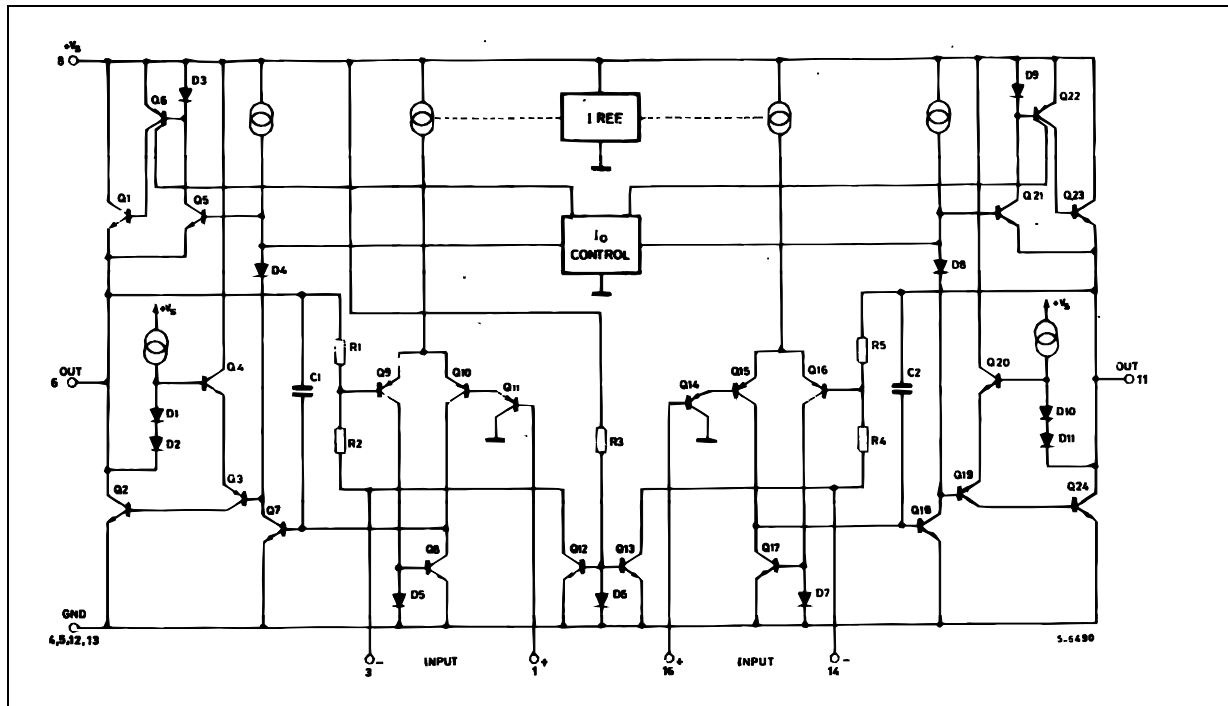 +Vs
8
D3
Q6
D9
Q22
I REF
Q1
Q5
Q21
Q23
Io
CONTROL
D4
D8
+Vs
+Vs
R1
R5
OUT
6
Q4
C1
Q9
Q10
Q11
Q14
Q15
Q16
C2
Q20
OUT
11
D1
D2
R2
R3
R4
D10
D11
Q2
Q3
Q7
Q19
Q24
Q18
Q8
Q12
Q13
Q17
D5
D6
D7
GND
4,5,12,13
S-6490
3 -
INPUT
1 +
16 +
INPUT
14 -